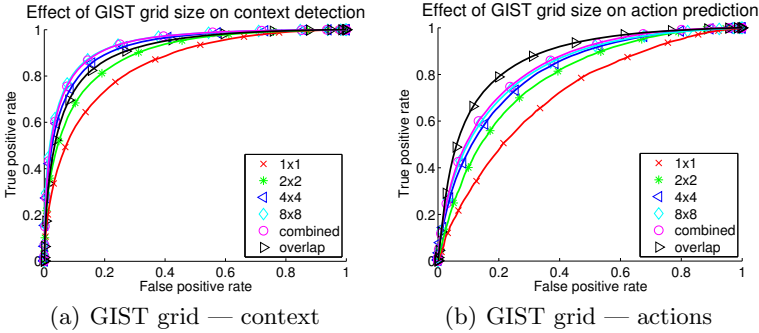 Effect of GIST grid size on context detection
True positive rate
1
0.8
0.6
0.4
0.2
0
0 0.2 0.4 0.6 0.8 1
False positive rate
1x1
2x2
4x4
8x8
combined
overlap
(a) GIST grid — context
Effect of GIST grid size on action prediction
True positive rate
1
0.8
0.6
0.4
0.2
0
0 0.2 0.4 0.6 0.8 1
False positive rate
1x1
2x2
4x4
8x8
combined
overlap
(b) GIST grid — actions